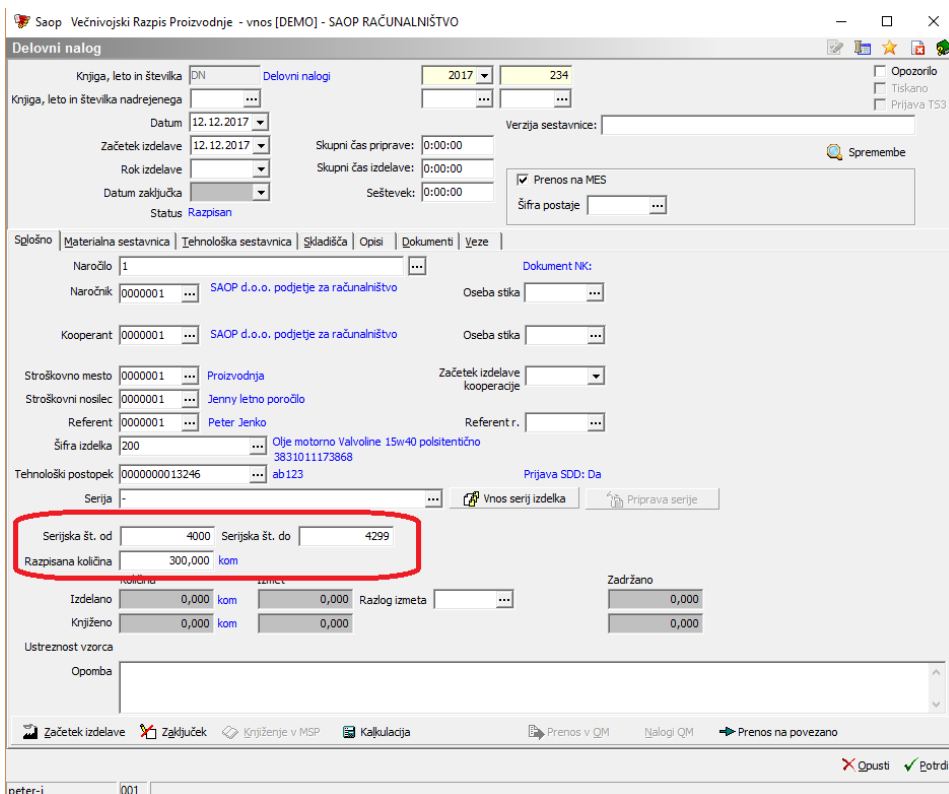 Saop Večnivojski Razpis Proizvodnje - vnos [DEMO] - SAOP RAČUNALNIŠTVO
Delovni nalog
Knjiga, leto in številka DN Delovni nalogi 2017 234
Opozorilo
Knjiga, leto in številka nadrejenega
Tiskano
Prijava TS3
Datum 12.12.2017
Verzija sestavnice:
Začetek izdelave 12.12.2017 Skupni čas priprave: 0:00:00
Spremembe
Rok izdelave Skupni čas izdelave: 0:00:00
Prenos na MES
Datum zaključka Seštevek: 0:00:00
Šifra postaje
Status Razpisan
Splošno Materialna sestavnica Tehnološka sestavnica Skladišča Opisi Dokumenti Veze
Naročilo 1 Dokument NK:
Naročnik 0000001 SAOP d.o.o. podjetje za računalništvo Oseba stika
Kooperant 0000001 SAOP d.o.o. podjetje za računalništvo Oseba stika
Stroškovno mesto 0000001 Proizvodnja Začetek izdelave
kooperacije
Stroškovni nosilec 0000001 Jenny letno poročilo
Referent 0000001 Peter Jenko Referent r.
Šifra izdelka 200 Olje motorno Valvoline 15w40 polsitentično
3831011173868
Tehnološki postopek 0000000013246 ab123 Prijava SDD: Da
Serija - Vnos serij izdelka Priprava serije
Serijska št. od 4000 Serijska št. do 4299
Razpisana količina 300,000 kom
Količina Izmet Zadržano
Izdelano 0,000 kom 0,000 Razlog izmeta 0,000
Knjiženo 0,000 kom 0,000 0,000
Ustreznost vzorca
Opomba
Začetek izdelave Zaključek Knjiženje v MSP Kalkulacija Prenos v QM Nalogi QM Prenos na povezano
Opusti Potrdi
peter-j 001